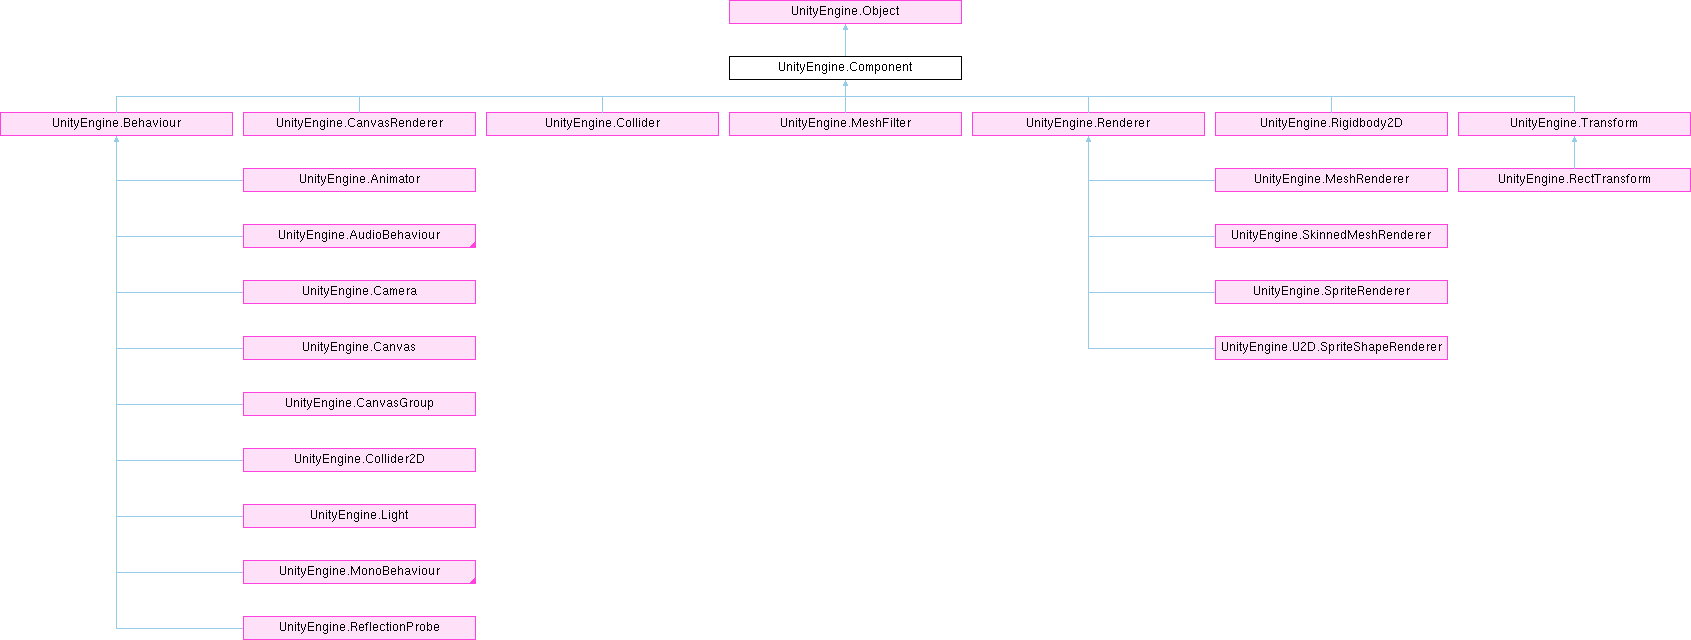 UnityEngine.Object
UnityEngine.Component
UnityEngine.Behaviour
UnityEngine.CanvasRenderer
UnityEngine.Collider
UnityEngine.MeshFilter
UnityEngine.Renderer
UnityEngine.Rigidbody2D
UnityEngine.Transform
UnityEngine.Animator
UnityEngine.MeshRenderer
UnityEngine.RectTransform
UnityEngine.AudioBehaviour
UnityEngine.SkinnedMeshRenderer
UnityEngine.Camera
UnityEngine.SpriteRenderer
UnityEngine.Canvas
UnityEngine.U2D.SpriteShapeRenderer
UnityEngine.CanvasGroup
UnityEngine.Collider2D
UnityEngine.Light
UnityEngine.MonoBehaviour
UnityEngine.ReflectionProbe